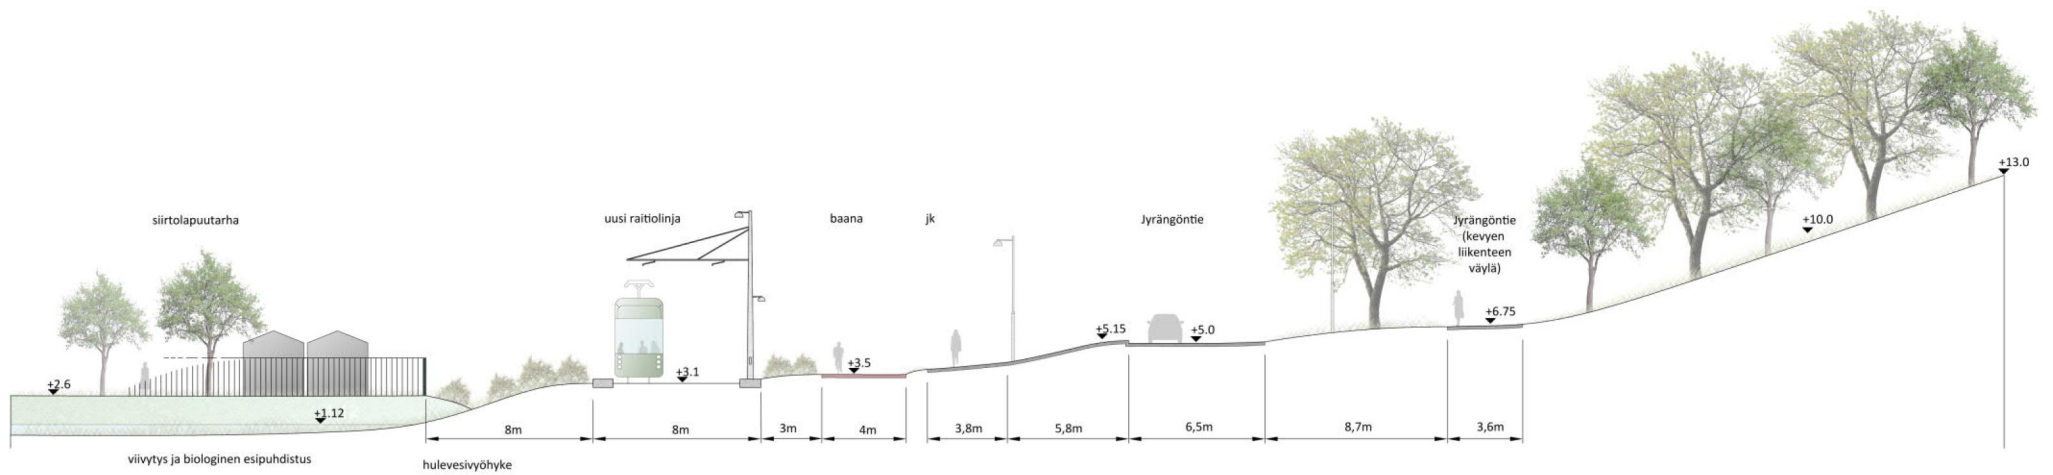 siirtolapuutarha
uusi raitiolinja
baana
jk
Jyrängöntie
Jyrängöntie
(kevyen
liikenteen
väylä)
+13.0
+10.0
+6.75
+5.15
+5.0
+3.5
+3.1
+2.6
+1.12
8m
8m
3m
4m
3,8m
5,8m
6,5m
8,7m
3,6m
viivytys ja biologinen esipuhdistus
hulevesivyöhyke